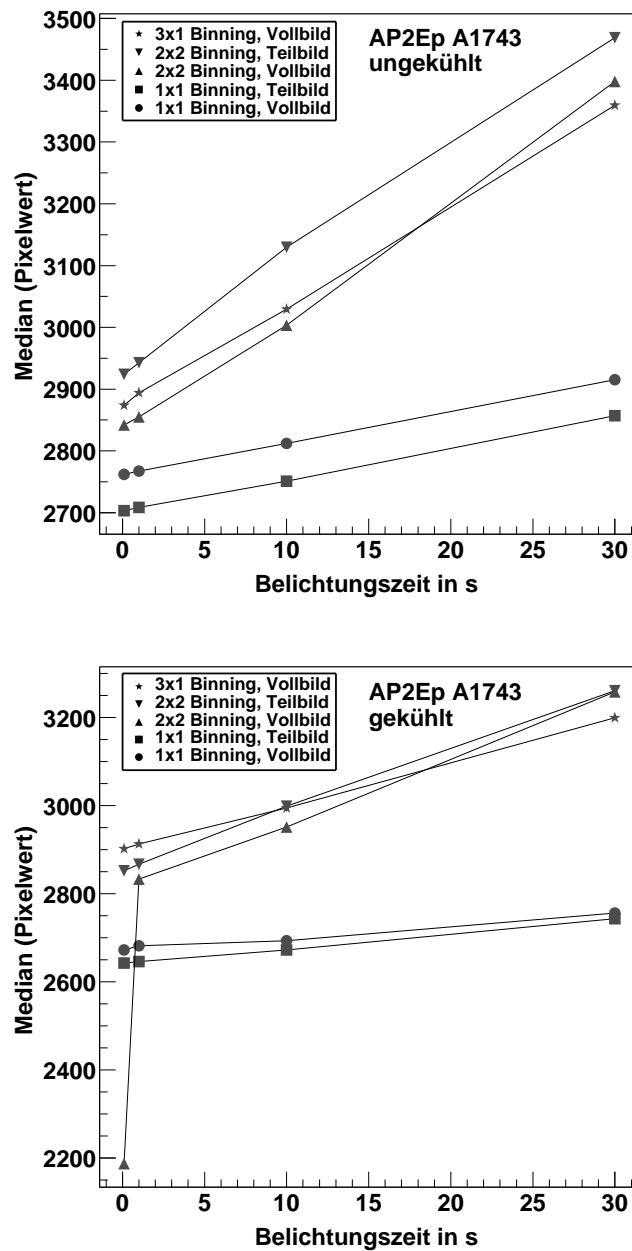 3500
3400
3300
3200
3100
3000
2900
2800
2700
Median (Pixelwert)
3x1 Binning, Vollbild
2x2 Binning, Teilbild
2x2 Binning, Vollbild
1x1 Binning, Teilbild
1x1 Binning, Vollbild
AP2Ep A1743
ungekühlt
0 5 10 15 20 25 30
Belichtungszeit in s
3200
3000
2800
2600
2400
2200
Median (Pixelwert)
3x1 Binning, Vollbild
2x2 Binning, Teilbild
2x2 Binning, Vollbild
1x1 Binning, Teilbild
1x1 Binning, Vollbild
AP2Ep A1743
gekühlt
0 5 10 15 20 25 30
Belichtungszeit in s